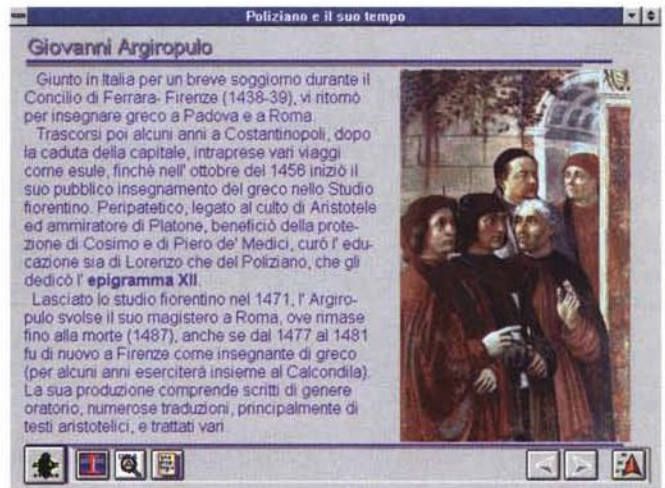 Poliziano e il suo tempo
Giovanni Argiropulo
Giunto in Italia per un breve soggiorno durante il
Concilio di Ferrara- Firenze (1438-39), vi ritornò
per insegnare greco a Padova e a Roma.
Trascorsi poi alcuni anni a Costantinopoli, dopo
la caduta della capitale, intraprese vari viaggi
come esule, finchè nell' ottobre del 1456 iniziò il
suo pubblico insegnamento del greco nello Studio
fiorentino. Peripatetico, legato al culto di Aristotele
ed ammiratore di Platone, beneficiò della prote-
zione di Cosimo e di Piero de' Medici, curò l' edu-
cazione sia di Lorenzo che del Poliziano, che gli
dedicò l' epigramma XII.
Lasciato lo studio fiorentino nel 1471, l' Argiro-
pulo svolse il suo magistero a Roma, ove rimase
fino alla morte (1487), anche se dal 1477 al 1481
fu di nuovo a Firenze come insegnante di greco
(per alcuni anni eserciterà insieme al Calcondila).
La sua produzione comprende scritti di genere
oratorio, numerose traduzioni, principalmente di
testi aristotelici, e trattati vari.